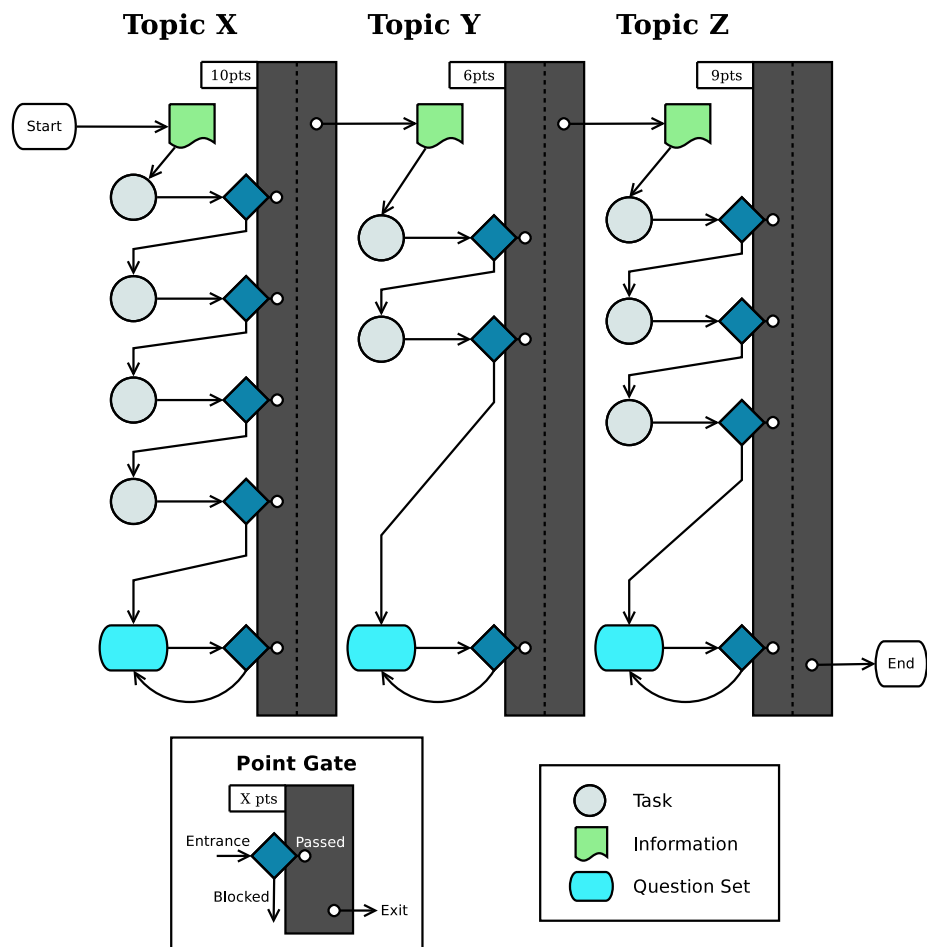 Topic X
Topic Y
Topic Z
10pts
6pts
9pts
Start
End
Point Gate
X pts
Entrance
Passed
Blocked
Exit
Task
Information
Question Set